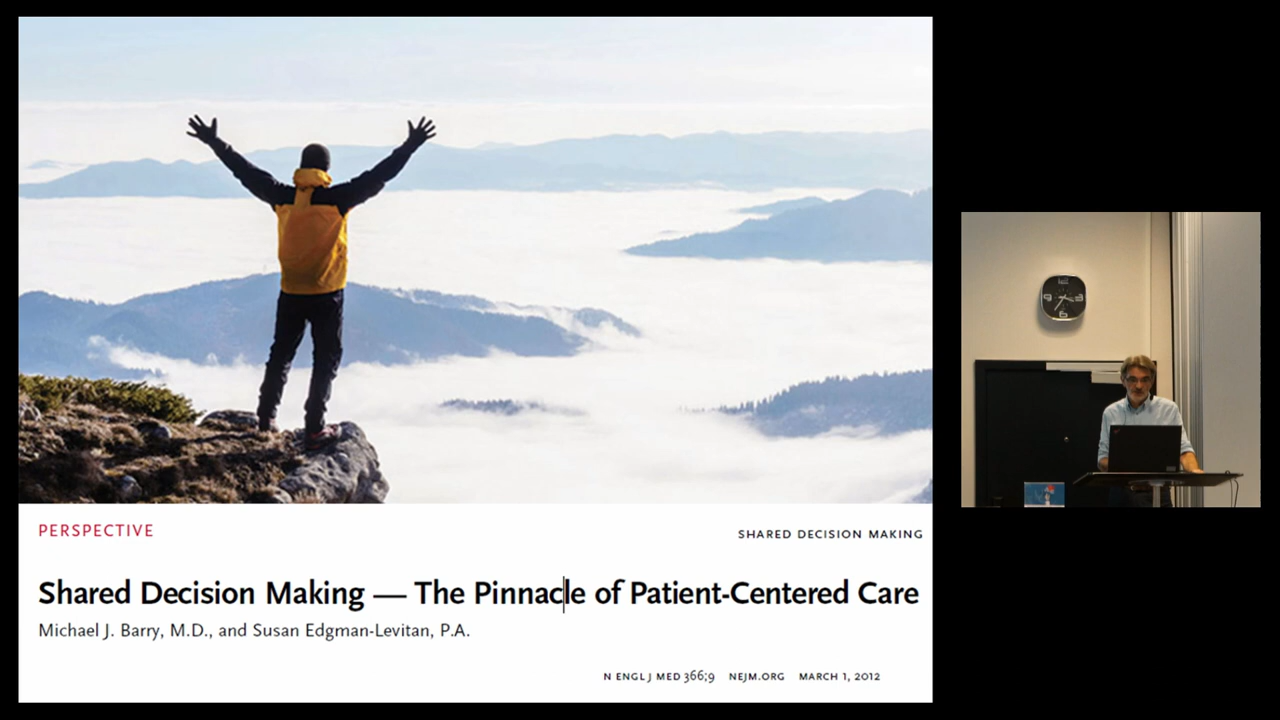 PERSPECTIVE
SHARED DECISION MAKING
Shared Decision Making — The Pinnacle of Patient-Centered Care
Michael J. Barry, M.D., and Susan Edgman-Levitan, P.A.
N ENGL J MED 366;9 NEJM.ORG MARCH 1, 2012